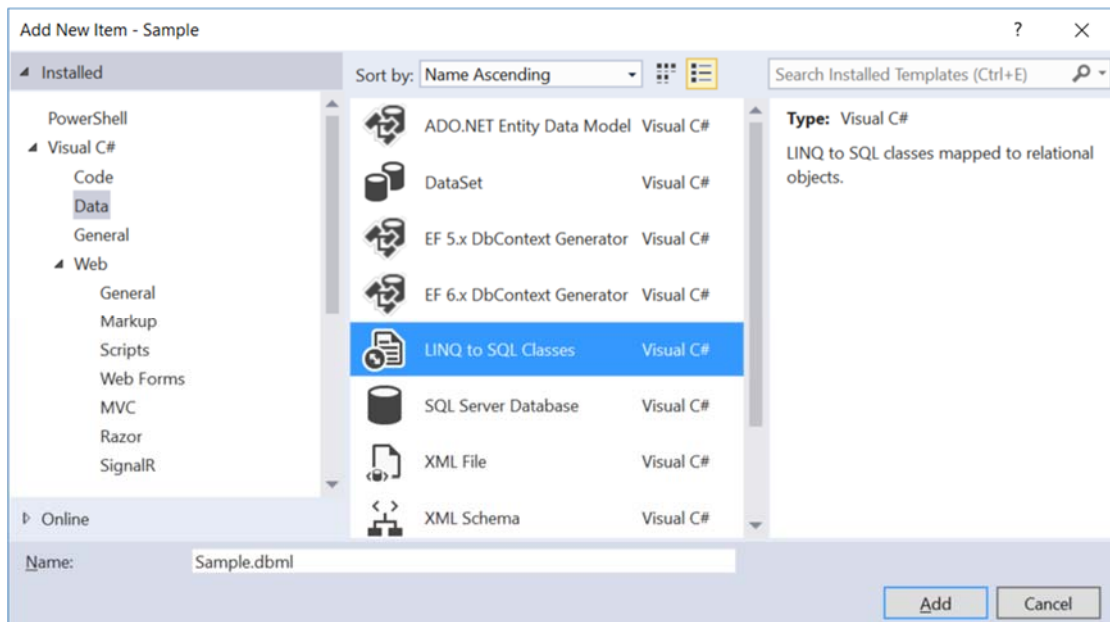 Add New Item - Sample
?
Installed
Sort by: Name Ascending
Search Installed Templates (Ctrl+E)
PowerShell
Visual C#
Code
Data
General
Web
General
Markup
Scripts
Web Forms
MVC
Razor
SignalR
Online
ADO.NET Entity Data Model Visual C#
DataSet Visual C#
EF 5.x DbContext Generator Visual C#
EF 6.x DbContext Generator Visual C#
LINQ to SQL Classes Visual C#
SQL Server Database Visual C#
XML File Visual C#
XML Schema Visual C#
Type: Visual C#
LINQ to SQL classes mapped to relational
objects.
Name: Sample.dbml
Add Cancel